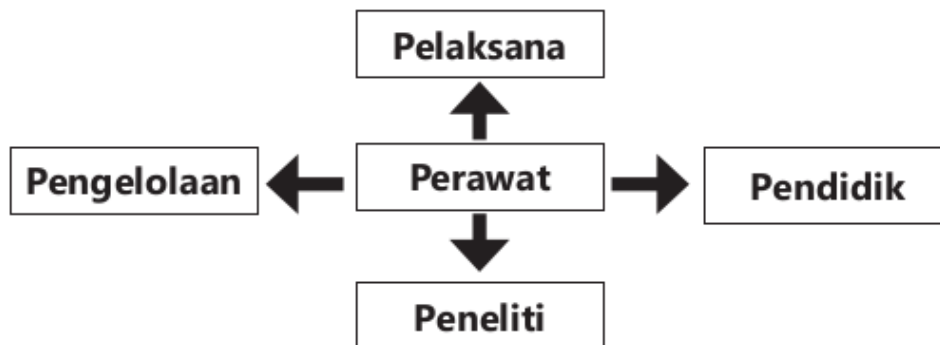 Pelaksana
Pengelolaan
Perawat
Pendidik
Peneliti